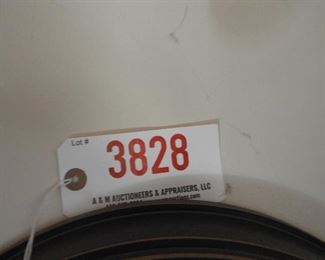 Lot #
3828
A & M AUCTIONEERS & APPRAISERS, LLC